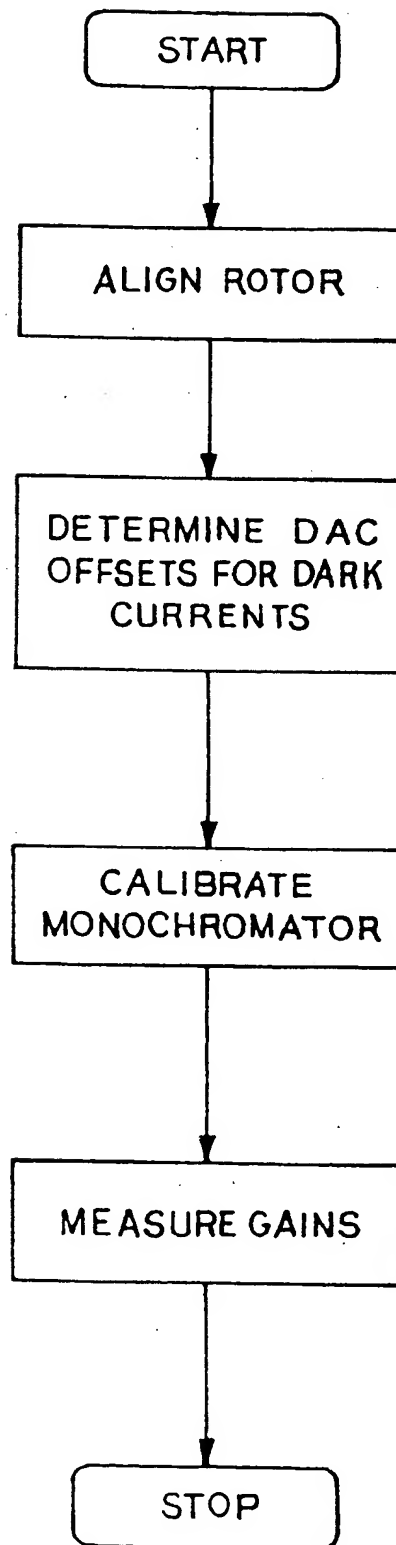 START
ALIGN ROTOR
DETERMINE DAC
OFFSETS FOR DARK
CURRENTS
CALIBRATE
MONOCHROMATOR
MEASURE GAINS
STOP